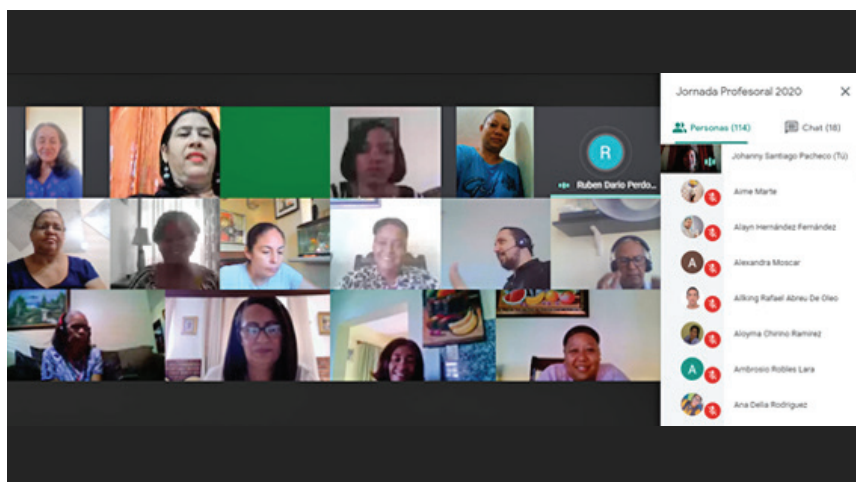 Jornada Profesoral 2020
Personas (114)
Chat (18)
Johanny Santiago Pacheco (Tú)
Aime Marte
Alayn Hernández Fernández
A
Alexandra Moscar
Alfking Rafael Abreu De Oleo
Aloyma Chirino Ramirez
A
Ambrosio Robles Lara
Ana Delia Rodriguez
R
Ruben Dario Perdo...